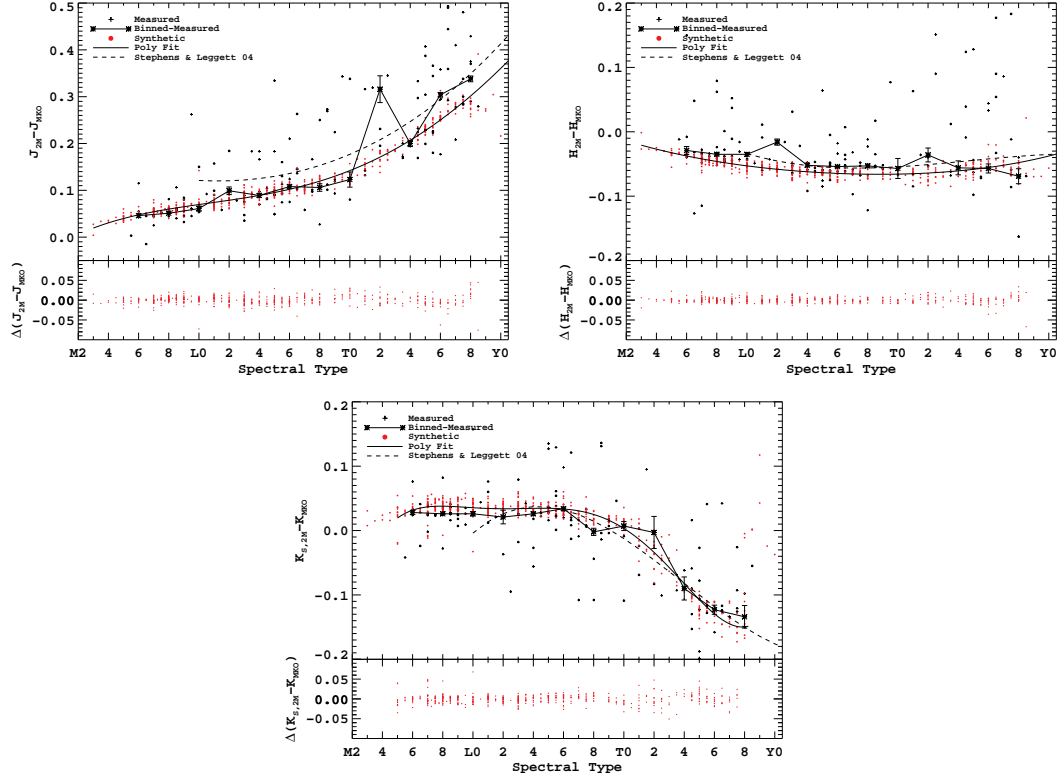 0.5
0.4
0.3
0.2
0.1
0.0
J2M-JMKO
Measured
Binned-Measured
Synthetic
Poly Fit
Stephens & Leggett 04
0.05
0.00
-0.05
Δ(J2M-JMKO)
M2 4 6 8 L0 2 4 6 8 T0 2 4 6 8 Y0
Spectral Type
0.2
0.1
-0.0
-0.1
-0.2
H2M-HMKO
Measured
Binned-Measured
Synthetic
Poly Fit
Stephens & Leggett 04
0.05
0.00
-0.05
Δ(H2M-HMKO)
M2 4 6 8 L0 2 4 6 8 T0 2 4 6 8 Y0
Spectral Type
0.2
0.1
0.0
-0.1
-0.2
KS,2M-KMKO
Measured
Binned-Measured
Synthetic
Poly Fit
Stephens & Leggett 04
0.05
0.00
-0.05
Δ(KS,2M-KMKO)
M2 4 6 8 L0 2 4 6 8 T0 2 4 6 8 Y0
Spectral Type